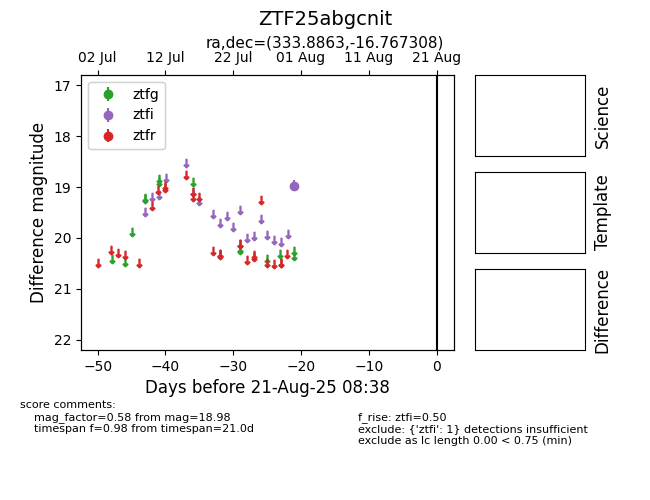 ZTF25abgcnit
ra,dec=(333.8863,-16.767308)
02 Jul 12 Jul 22 Jul 01 Aug 11 Aug 21 Aug
ztfg
ztfi
ztfr
17
18
19
20
21
22
Difference magnitude
−50 −40 −30 −20 −10 0
Days before 21-Aug-25 08:38
Science
Template
Difference
score comments:
mag_factor=0.58 from mag=18.98
timespan f=0.98 from timespan=21.0d
f_rise: ztfi=0.50
exclude: {'ztfi': 1} detections insufficient
exclude as lc length 0.00 < 0.75 (min)